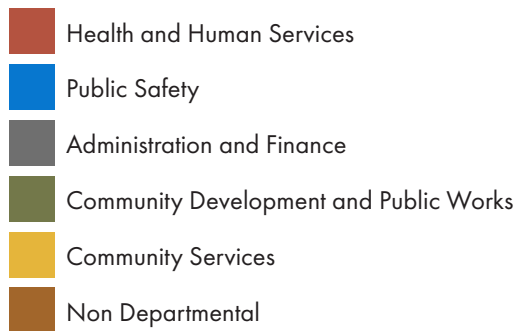 Health and Human Services
Public Safety
Administration and Finance
Community Development and Public Works
Community Services
Non Departmental